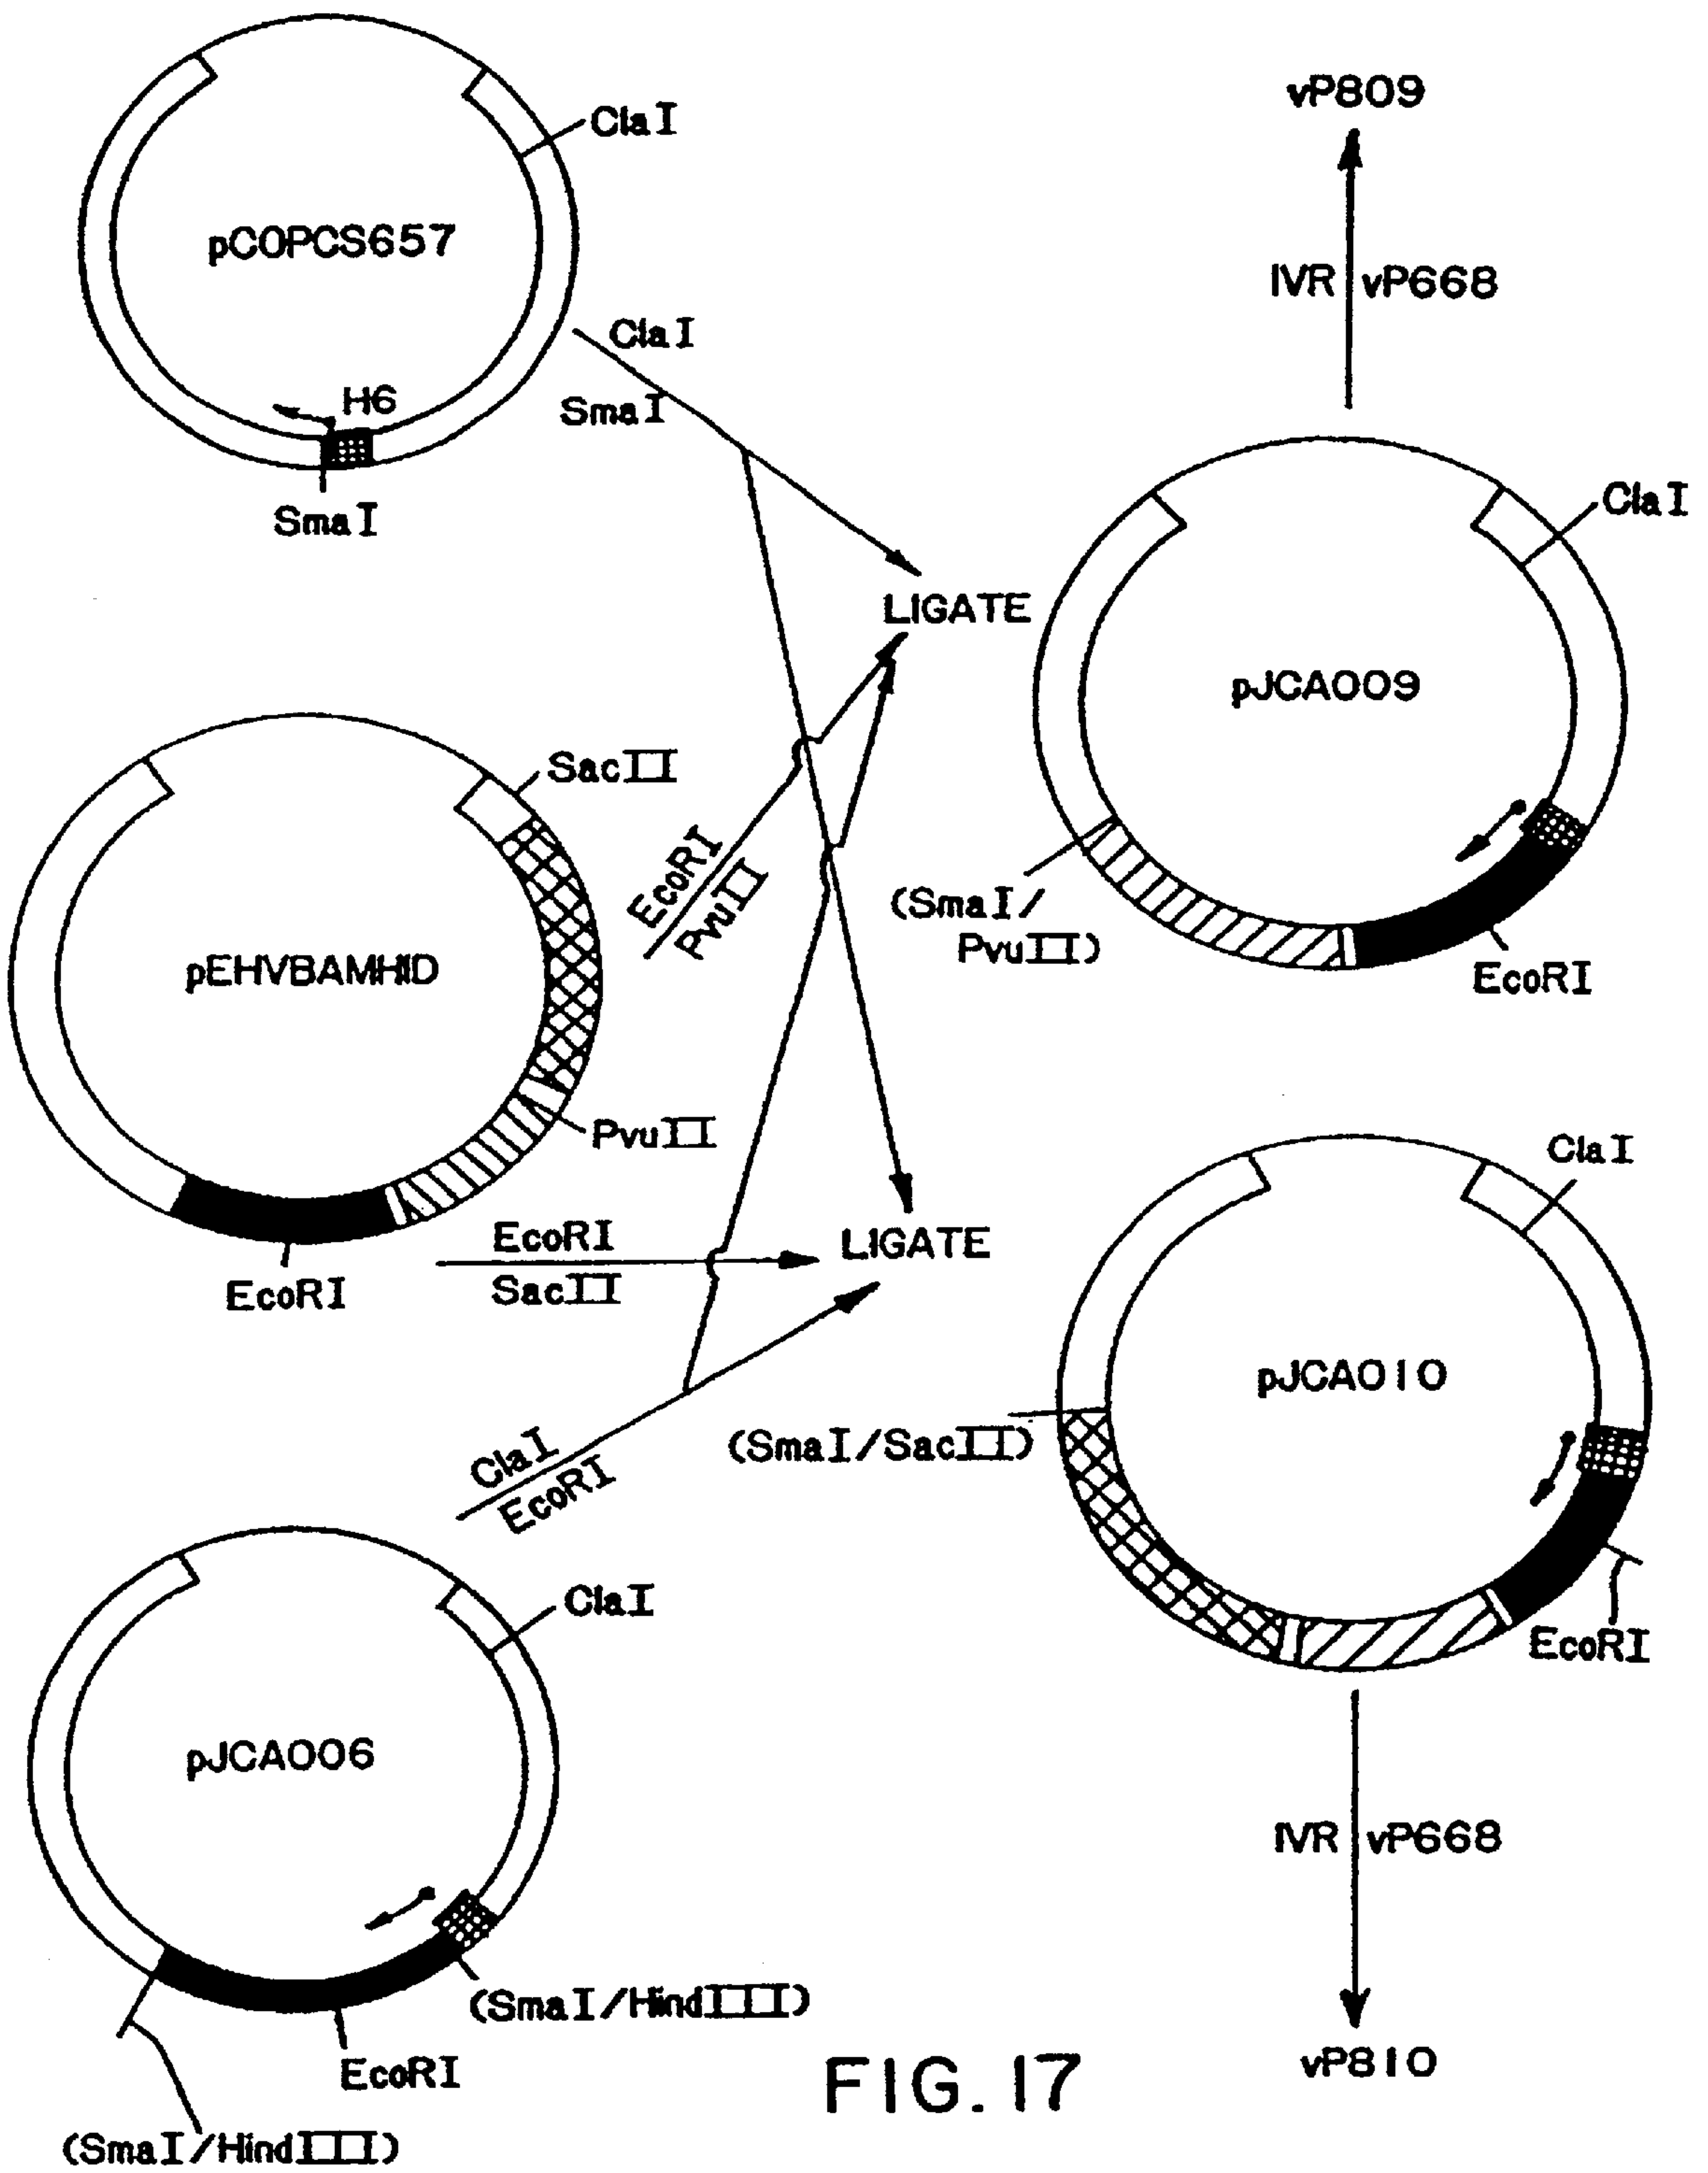 ClaI
pCOPCS657
H6
SmaI
ClaI
SmaI
LIGATE
vP809
IVR vP668
ClaI
pJCA009
(SmaI/
PvuII)
EcoRI
SacII
pEHVBAMHID
PvuII
EcoRI
EcoRI
PvuII
EcoRI
SacII
LIGATE
ClaI
EcoRI
ClaI
pJCA010
(SmaI/SacII)
EcoRI
IVR vP668
vP810
ClaI
pJCA006
(SmaI/HindIII)
EcoRI
(SmaI/HindIII)
FIG. 17